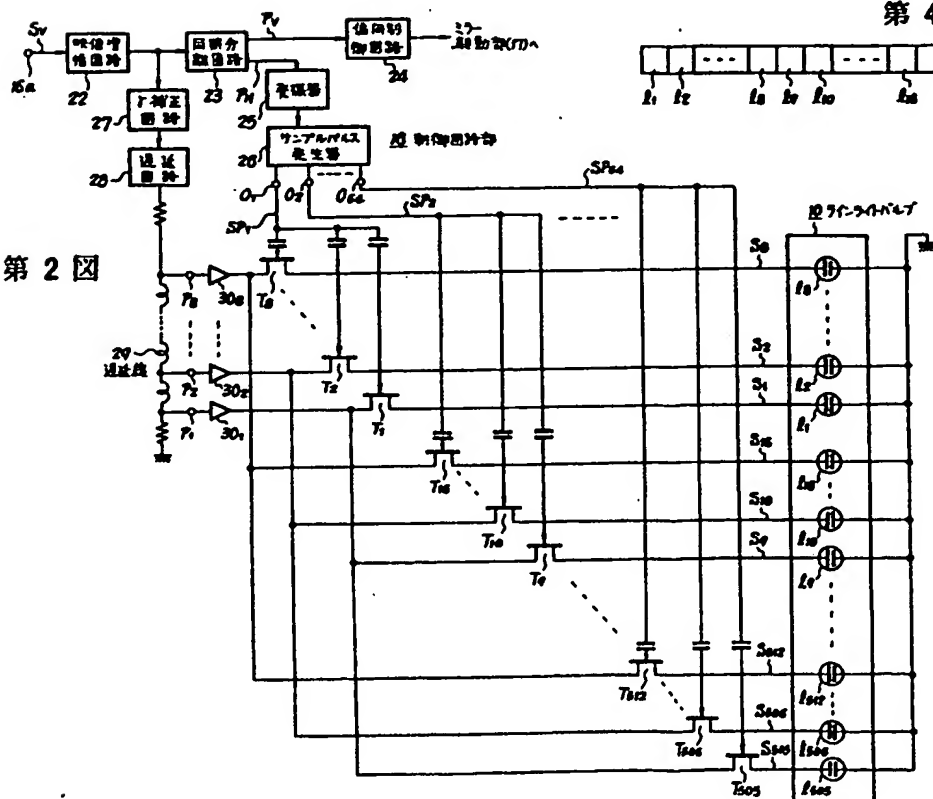 第4
SV
15a
映像増幅回路
22
同期分離回路
23
PV
偏向制御回路
24
ミラー駆動部(17)へ
PH
発振器
25
γ補正回路
27
遅延回路
28
サンプルパルス発生器
26
18 制御回路部
l1 l2 l8 l9 l10 l16
O1 O2 O64
SP1
SP2
SP64
10 ラインライトバルブ
第2図
P8 308 T8 S8 l8
29 遅延線
P2 302 T2 S2 l2
P1 301 T1 S1 l1
T16 S16 l16
T10 S10 l10
T9 S9 l9
T512 S512 l512
T506 S506 l506
T505 S505 l505